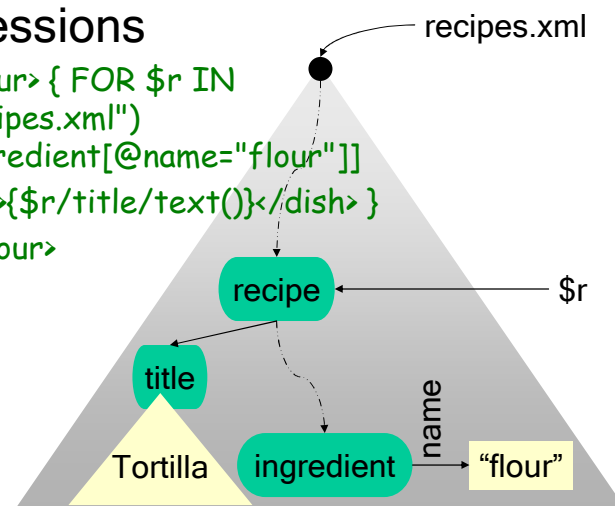 essions
recipes.xml
ur> { FOR $r IN
ipes.xml")
redient[@name="flour"]]
>{$r/title/text()}</dish> }
our>
recipe
$r
title
name
Tortilla
ingredient
“flour”